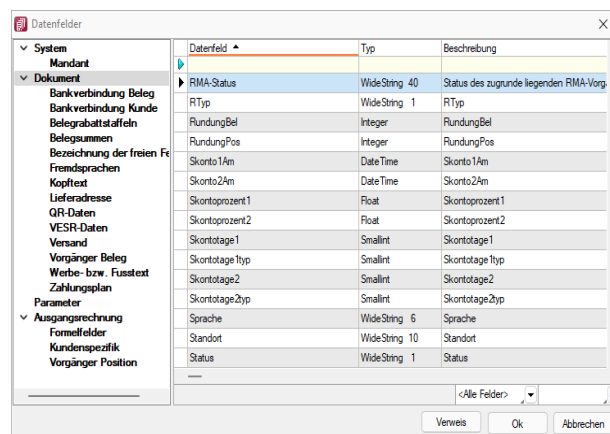 Datenfelder
System
Mandant
Dokument
Bankverbindung Beleg
Bankverbindung Kunde
Belegrabattstaffeln
Belegsummen
Bezeichnung der freien Fe
Fremdsprachen
Kopftext
Lieferadresse
QR-Daten
VESR-Daten
Versand
Vorgänger Beleg
Werbe- bzw. Fusstext
Zahlungsplan
Parameter
Ausgangsrechnung
Formelfelder
Kundenspezifik
Vorgänger Position
Datenfeld Typ Beschreibung
RMA-Status WideString 40 Status des zugrunde liegenden RMA-Vorg
RTyp WideString 1 RTyp
RundungBel Integer RundungBel
RundungPos Integer RundungPos
Skonto1Am DateTime Skonto1Am
Skonto2Am DateTime Skonto2Am
Skontoprozent1 Float Skontoprozent1
Skontoprozent2 Float Skontoprozent2
Skontotage1 Smallint Skontotage1
Skontotage1typ Smallint Skontotage1typ
Skontotage2 Smallint Skontotage2
Skontotage2typ Smallint Skontotage2typ
Sprache WideString 6 Sprache
Standort WideString 10 Standort
Status WideString 1 Status
<Alle Felder>
Verweis Ok Abbrechen